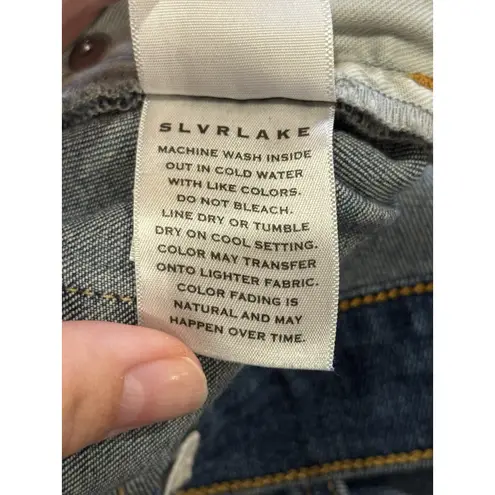 SLVRLAKE
MACHINE WASH INSIDE
OUT IN COLD WATER
WITH LIKE COLORS.
DO NOT BLEACH.
LINE DRY OR TUMBLE
DRY ON COOL SETTING.
COLOR MAY TRANSFER
ONTO LIGHTER FABRIC.
COLOR FADING IS
NATURAL AND MAY
HAPPEN OVER TIME.